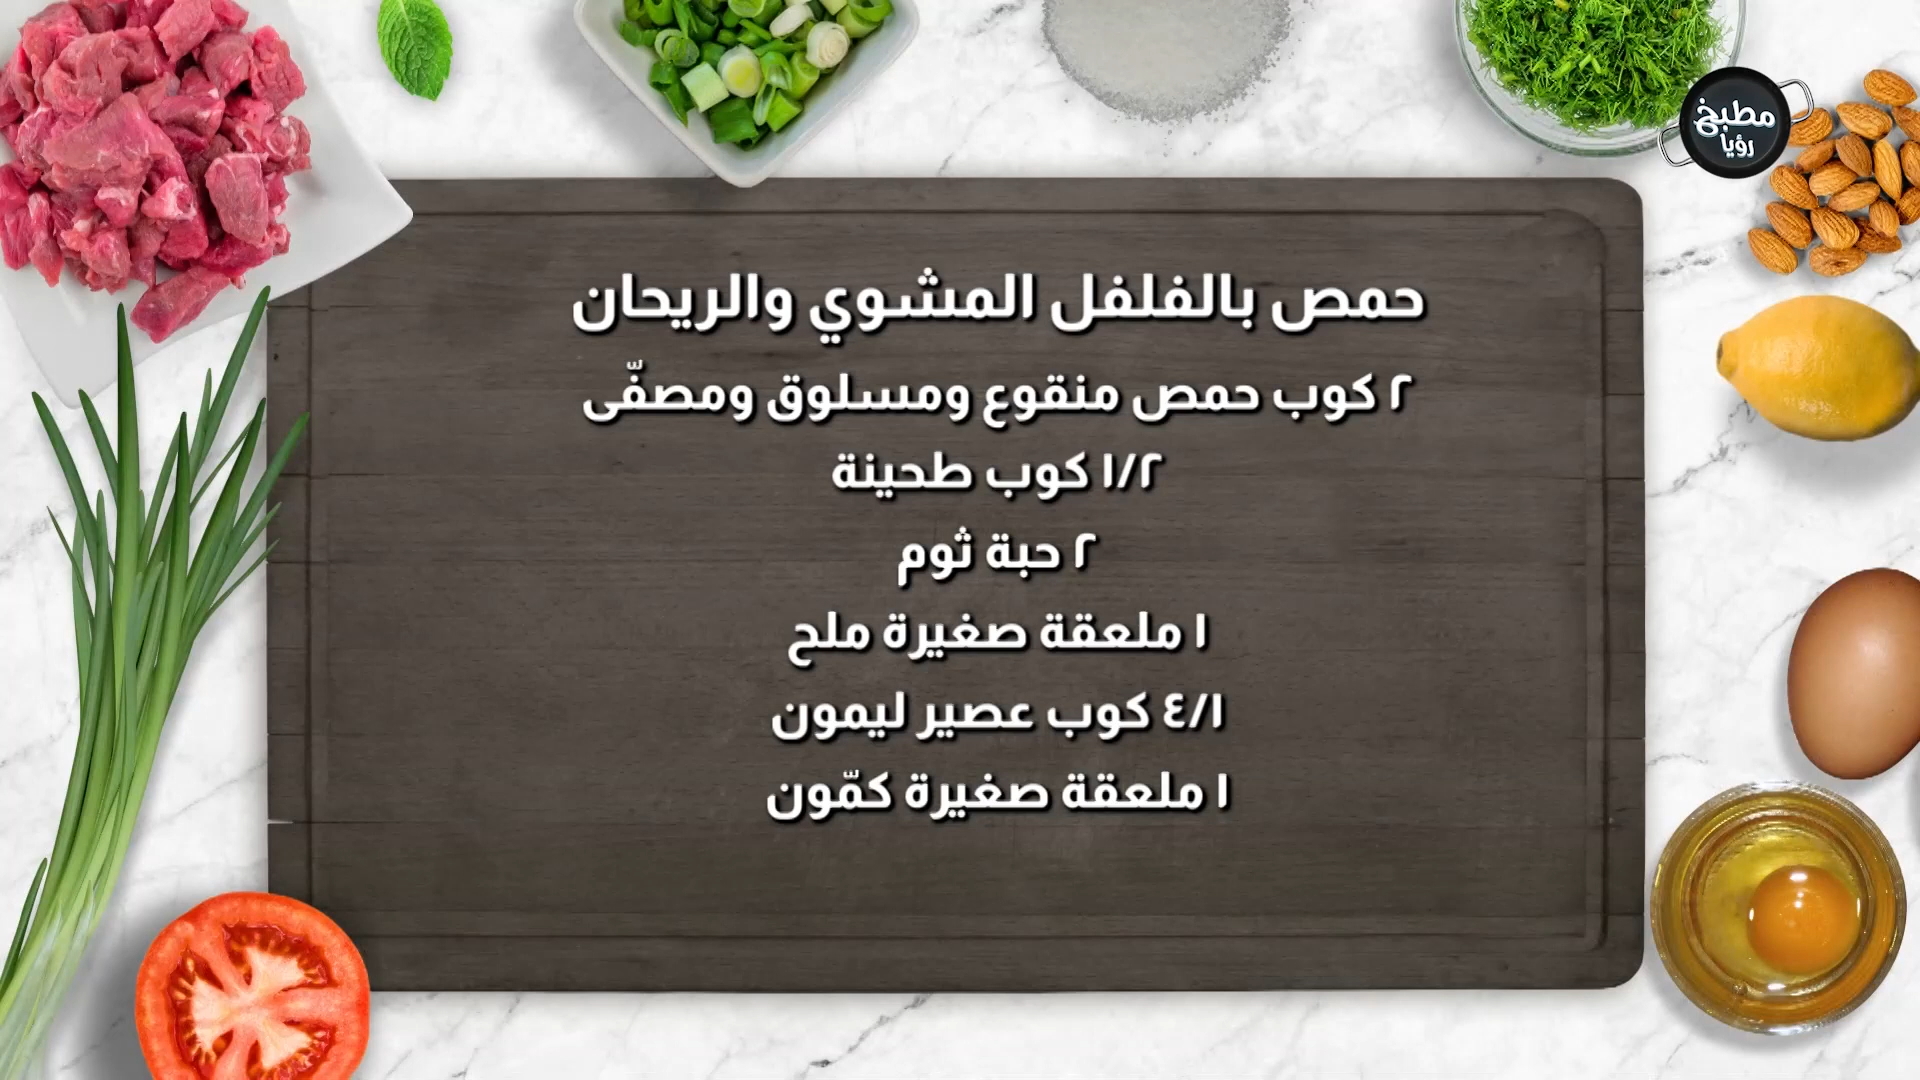 مطبخ
رؤيا
حمص بالفلفل المشوي والريحان
٢ كوب حمص منقوع ومسلوق ومصفّى
١/٢ كوب طحينة
٢ حبة ثوم
١ ملعقة صغيرة ملح
٤/١ كوب عصير ليمون
١ ملعقة صغيرة كمّون